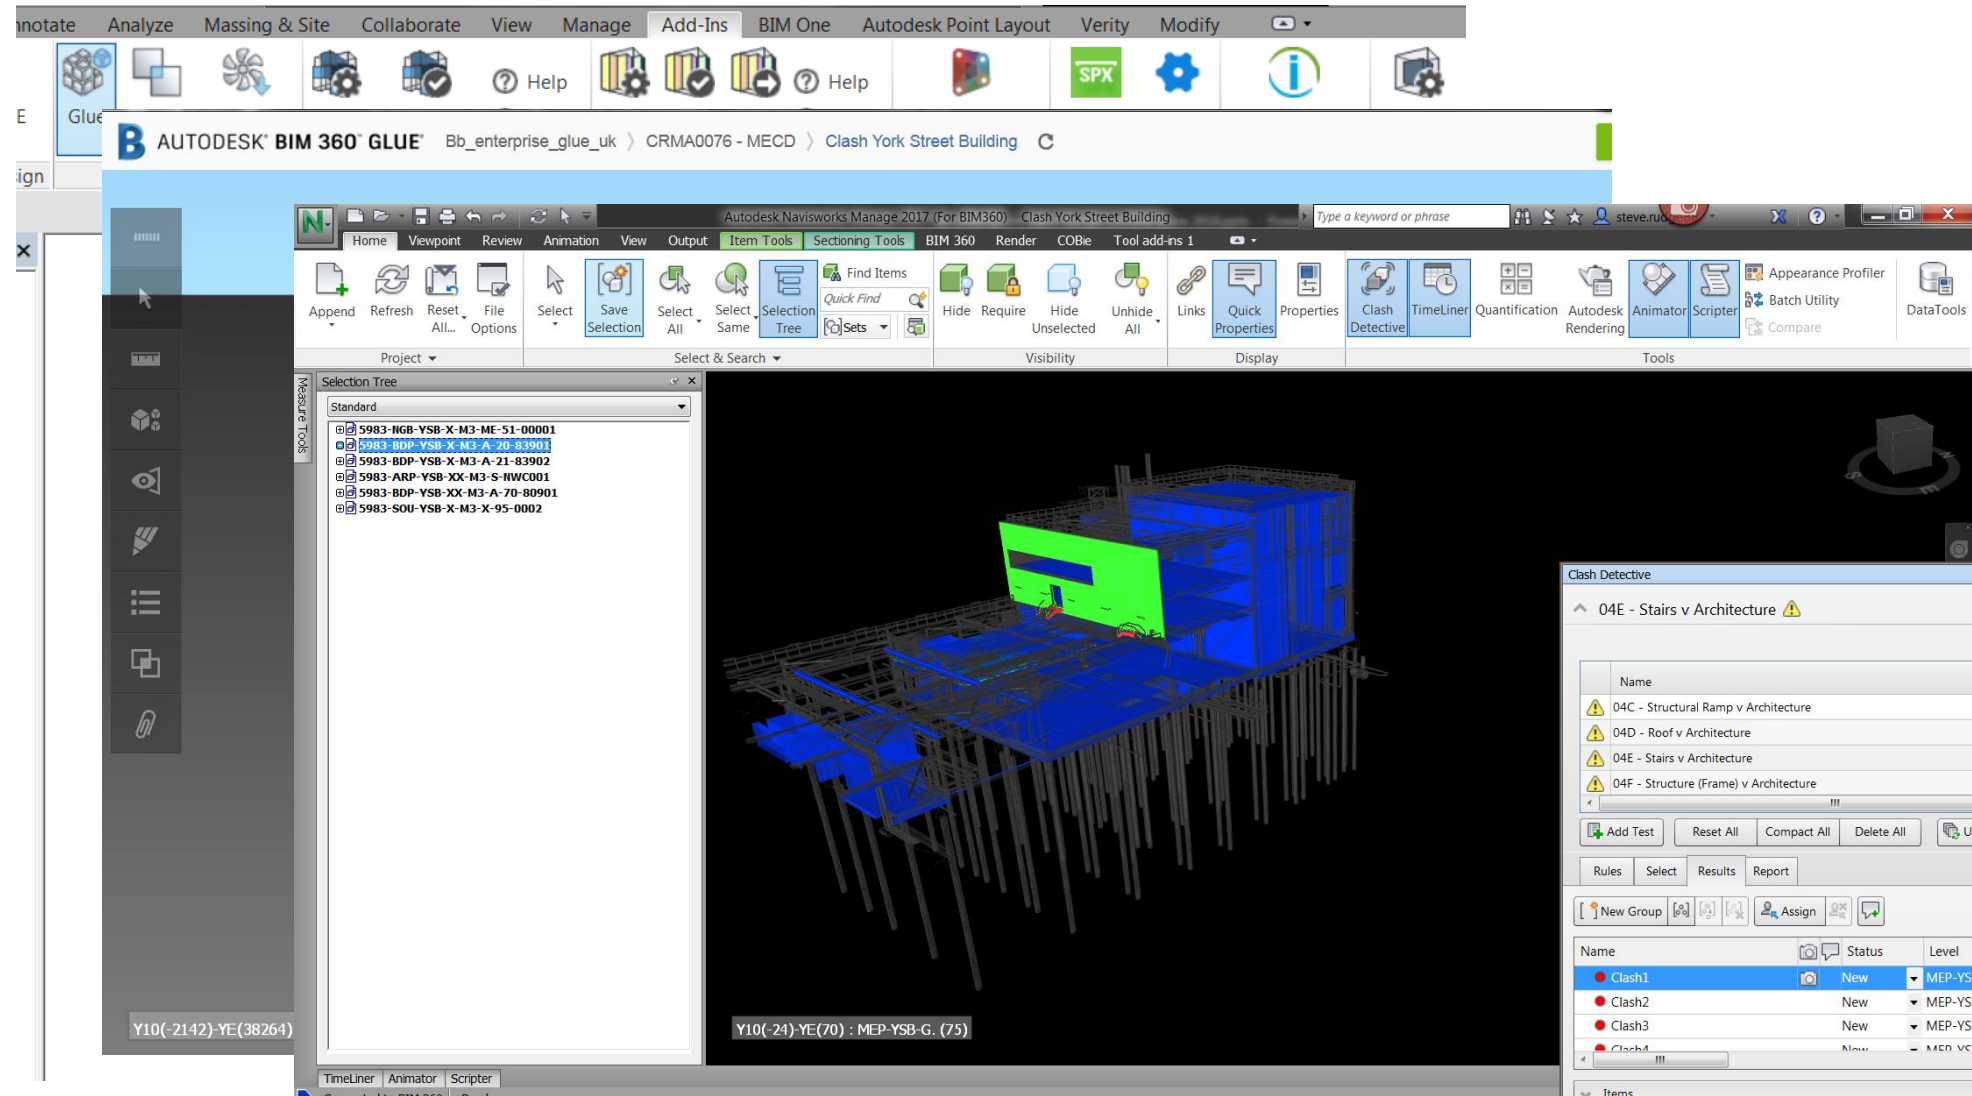 Analyze Massing & Site Collaborate View Manage Add-Ins BIM One Autodesk Point Layout Verity Modify
Help Help SPX
E Glue
AUTODESK® BIM 360™ GLUE® Bb_enterprise_glue_uk 〉 CRMA0076 - MECD 〉 Clash York Street Building
Autodesk Navisworks Manage 2017 (For BIM360) Clash York Street Building Type a keyword or phrase
Home Viewpoint Review Animation View Output Item Tools Sectioning Tools BIM 360 Render COBie Tool add-ins 1
Append Refresh Reset All... File Options Select Save Selection Select All Select Same Selection Tree
Find Items
Quick Find
Sets
Hide Require Hide Unselected Unhide All Links Quick Properties Properties
Clash Detective TimeLiner Quantification Autodesk Rendering Animator Scripter
Appearance Profiler
Batch Utility
Compare
DataTools
Project Select & Search Visibility Display Tools
Measure Tools
Selection Tree
Standard
5983-NGB-YSB-X-M3-ME-51-00001
5983-BDP-YSB-X-M3-A-20-83901
5983-BDP-YSB-X-M3-A-21-83902
5983-ARP-YSB-XX-M3-S-NWC001
5983-BDP-YSB-XX-M3-A-70-80901
5983-SOU-YSB-X-M3-X-95-0002
Y10(-2142)-YE(38264)
Y10(-24)-YE(70) : MEP-YSB-G. (75)
TimeLiner Animator Scripter
Clash Detective
04E - Stairs v Architecture
Name
04C - Structural Ramp v Architecture
04D - Roof v Architecture
04E - Stairs v Architecture
04F - Structure (Frame) v Architecture
Add Test Reset All Compact All Delete All U
Rules Select Results Report
New Group Assign
Name Status Level
Clash1 New MEP-YS
Clash2 New MEP-YS
Clash3 New MEP-YS
Clash4 New MEP-YS
Items